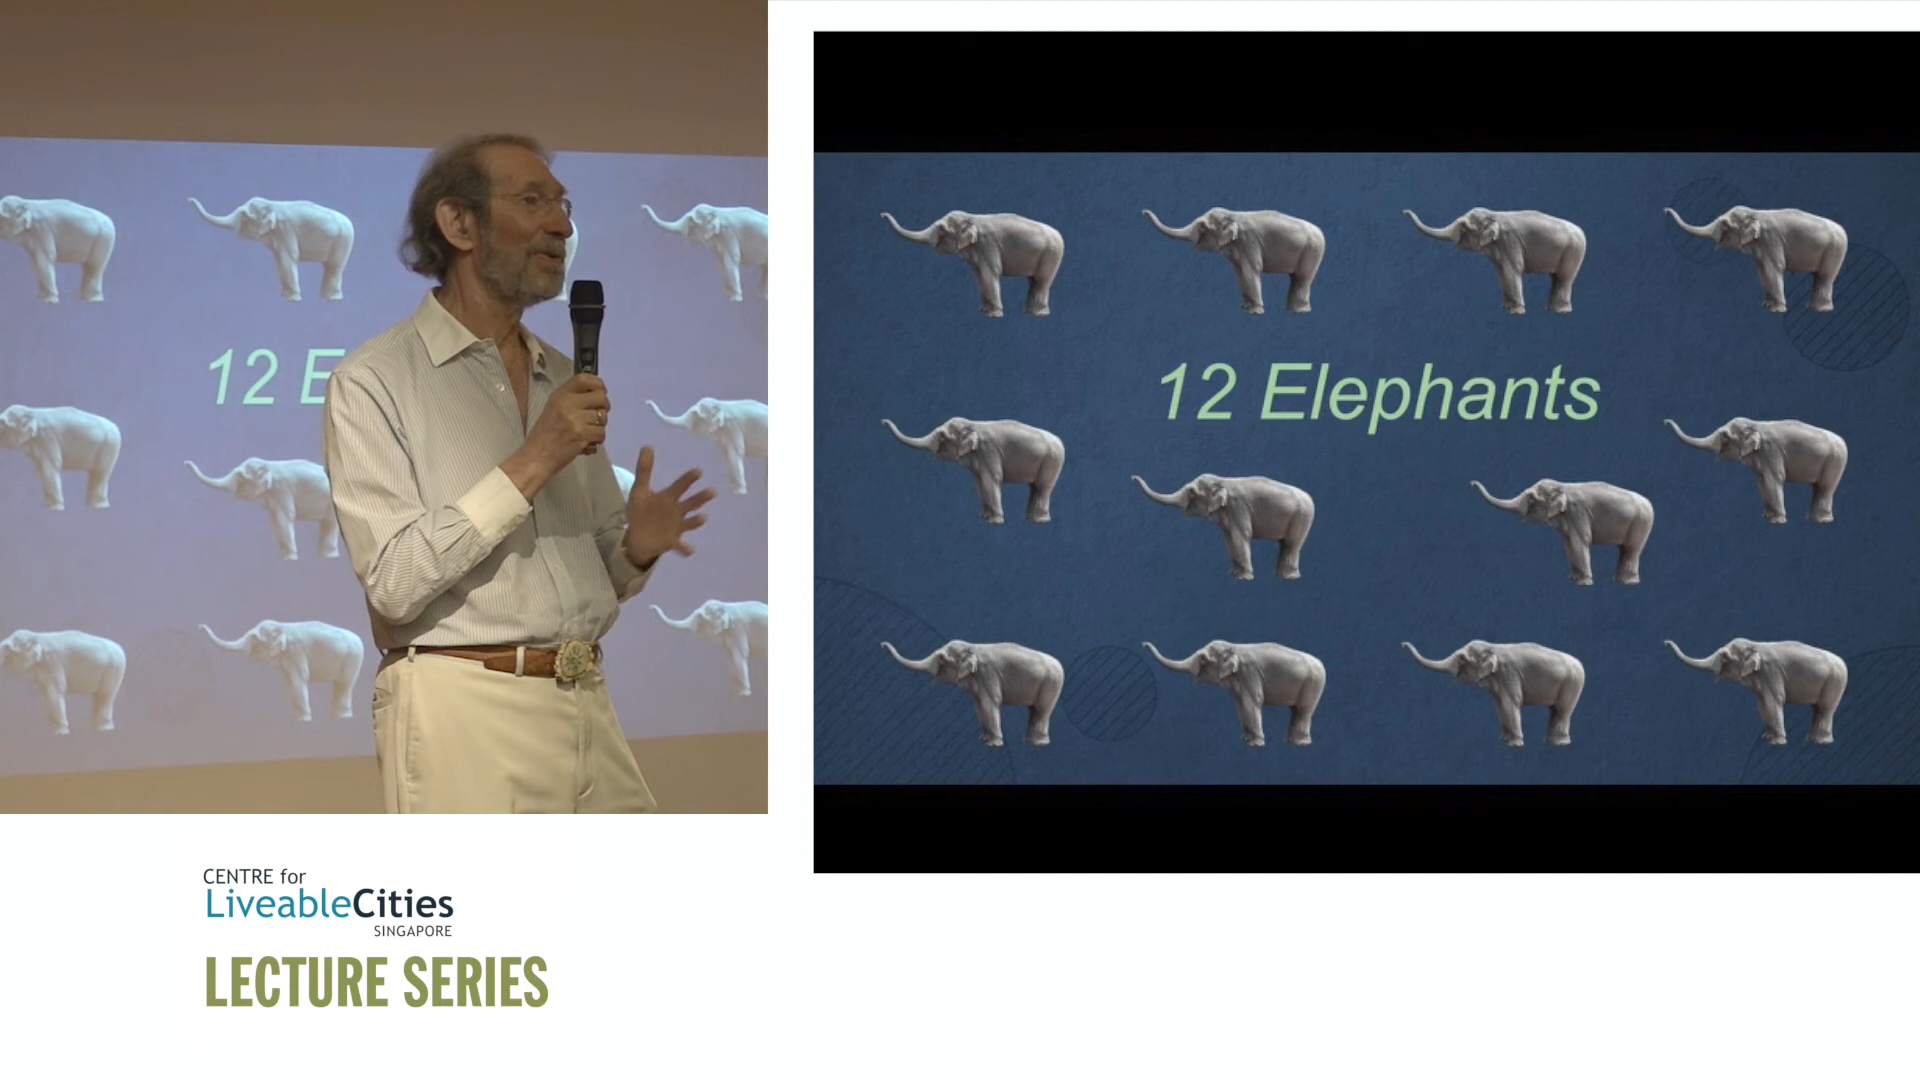 12 E
12 Elephants
CENTRE for
LiveableCities
SINGAPORE
LECTURE SERIES